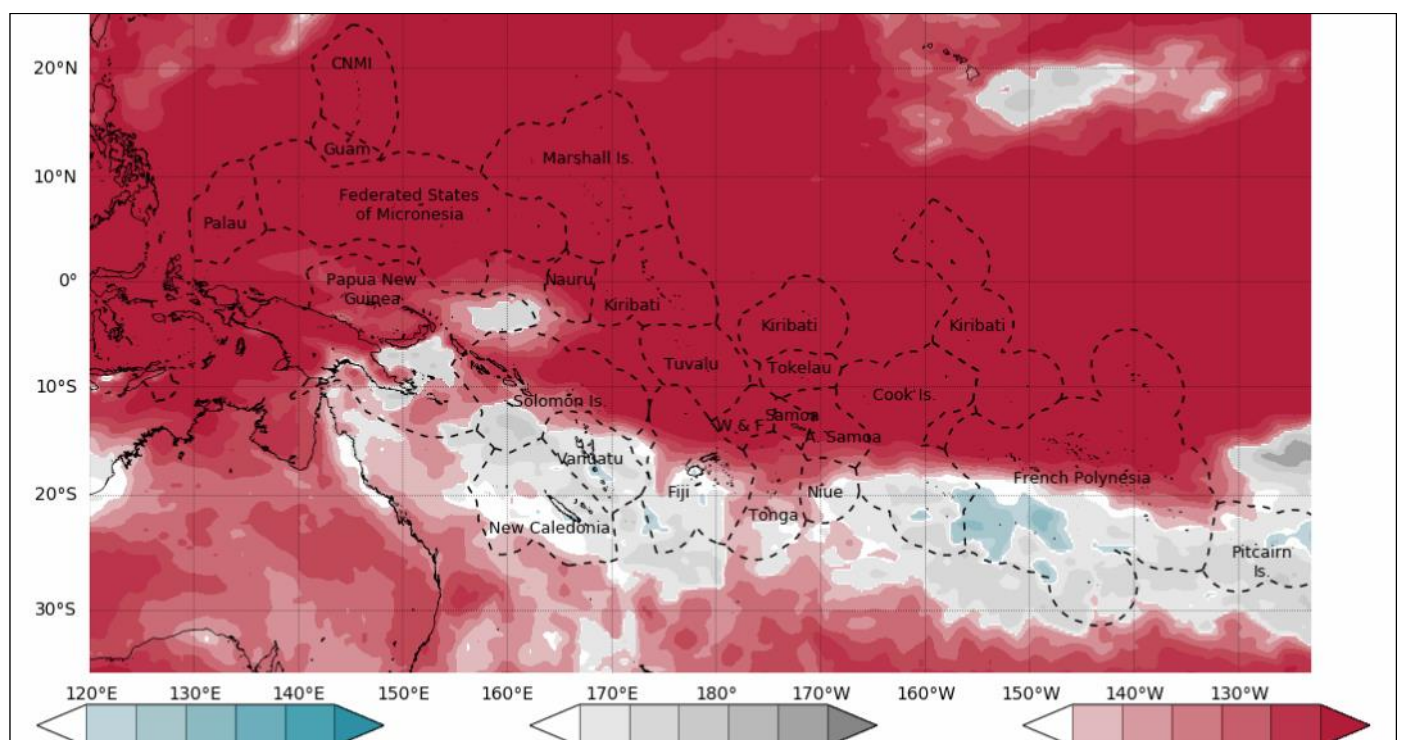 20°N
10°N
0°
10°S
20°S
30°S
CNMI
Guam
Marshall Is.
Federated States
of Micronesia
Palau
Papua New
Guinea
Nauru
Kiribati
Kiribati
Kiribati
Tuvalu
Tokelau
Cook Is.
Solomon Is.
W & F
Samoa
A. Samoa
Vanuatu
Fiji
Niue
French Polynesia
Tonga
New Caledonia
Pitcairn
Is.
120°E 130°E 140°E 150°E 160°E 170°E 180° 170°W 160°W 150°W 140°W 130°W